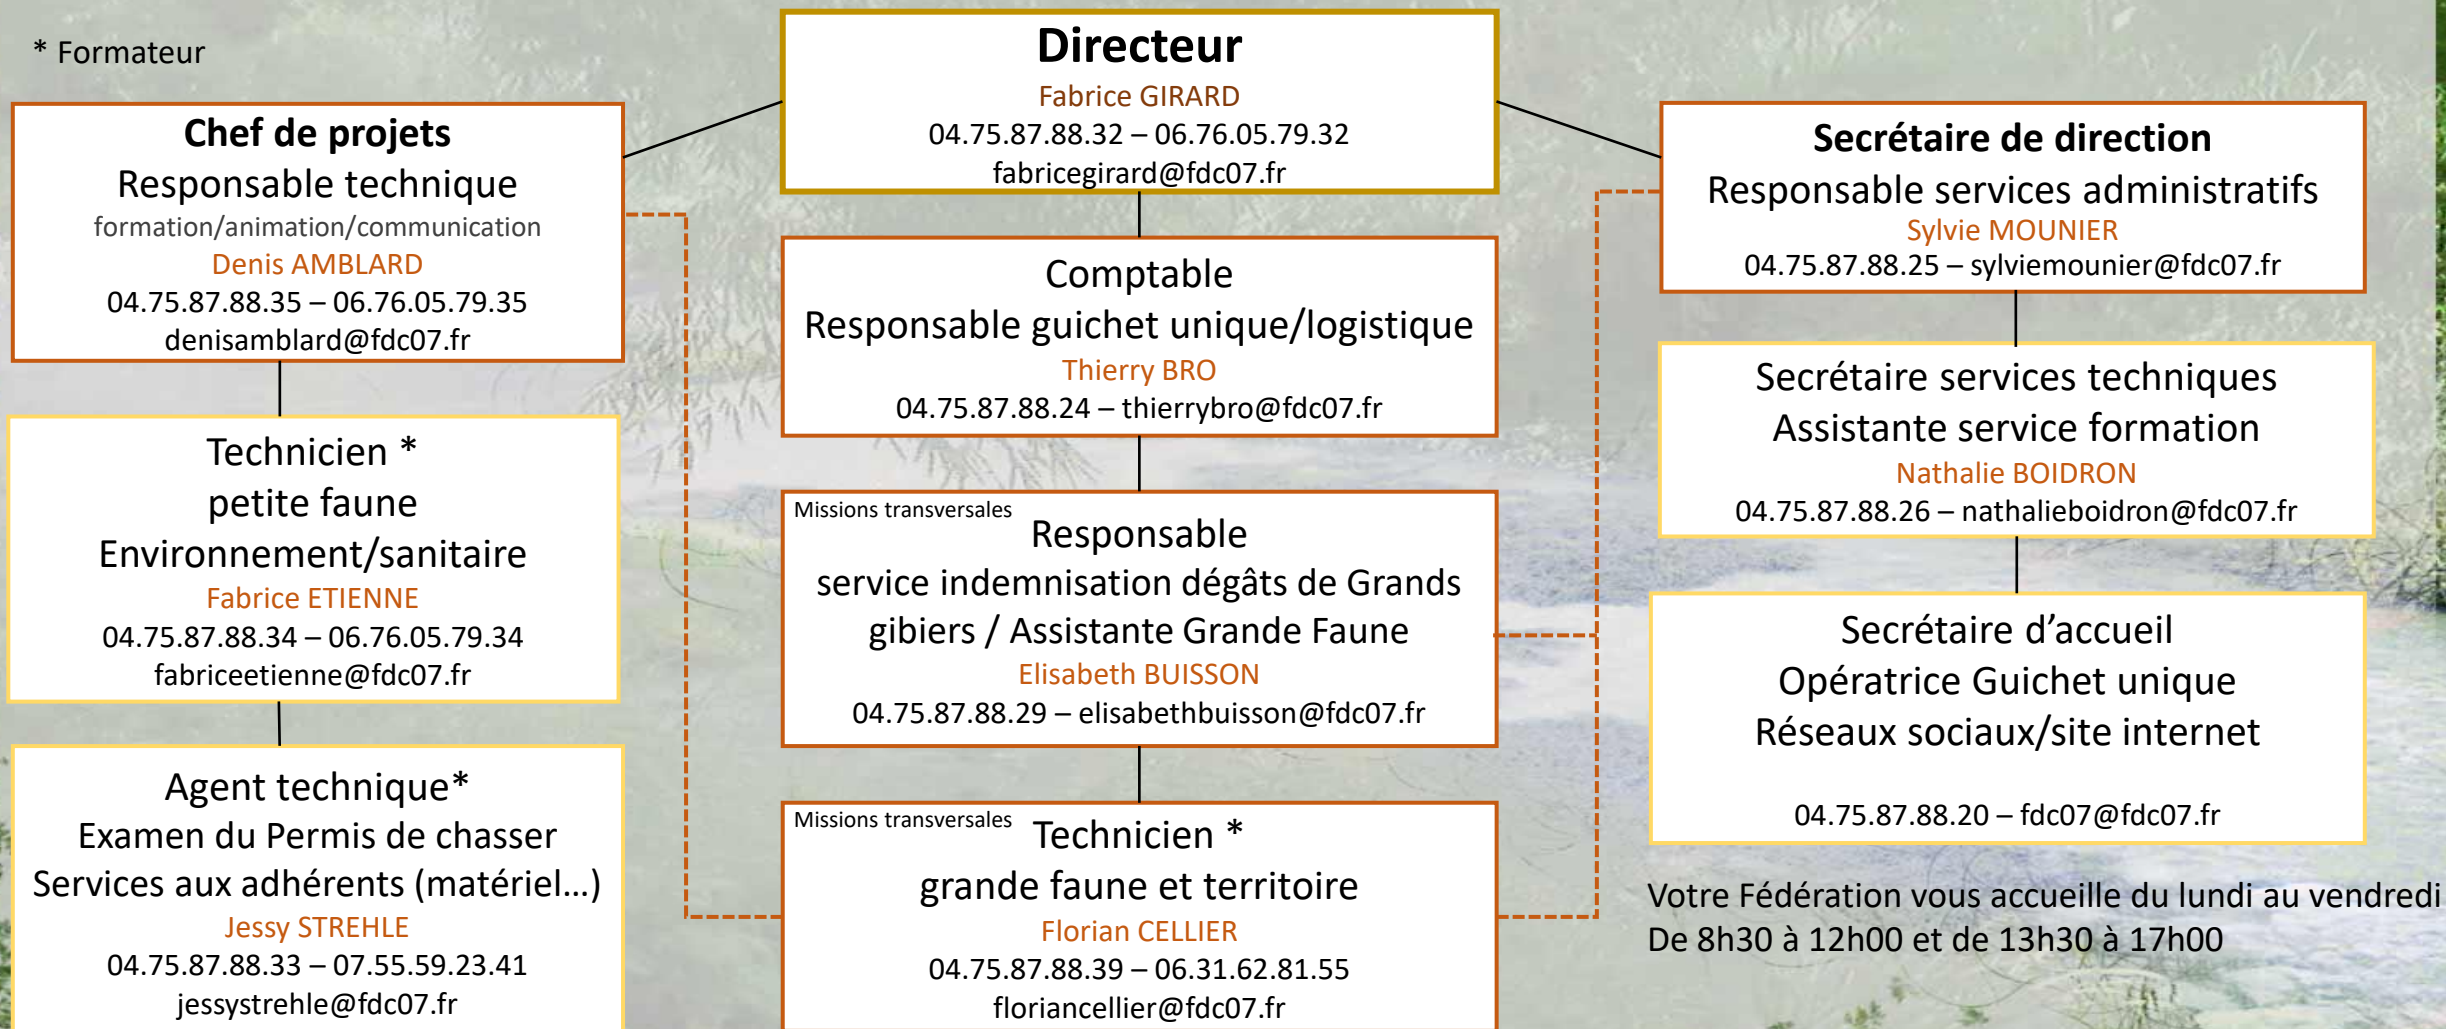 * Formateur
Directeur
Fabrice GIRARD
04.75.87.88.32 – 06.76.05.79.32
fabricegirard@fdc07.fr
Chef de projets
Responsable technique
formation/animation/communication
Denis AMBLARD
04.75.87.88.35 – 06.76.05.79.35
denisamblard@fdc07.fr
Secrétaire de direction
Responsable services administratifs
Sylvie MOUNIER
04.75.87.88.25 – sylviemounier@fdc07.fr
Comptable
Responsable guichet unique/logistique
Thierry BRO
04.75.87.88.24 – thierrybro@fdc07.fr
Secrétaire services techniques
Assistante service formation
Nathalie BOIDRON
04.75.87.88.26 – nathalieboidron@fdc07.fr
Technicien *
petite faune
Environnement/sanitaire
Fabrice ETIENNE
04.75.87.88.34 – 06.76.05.79.34
fabriceetienne@fdc07.fr
Missions transversales
Responsable
service indemnisation dégâts de Grands
gibiers / Assistante Grande Faune
Elisabeth BUISSON
04.75.87.88.29 – elisabethbuisson@fdc07.fr
Secrétaire d’accueil
Opératrice Guichet unique
Réseaux sociaux/site internet
04.75.87.88.20 – fdc07@fdc07.fr
Agent technique*
Examen du Permis de chasser
Services aux adhérents (matériel…)
Jessy STREHLE
04.75.87.88.33 – 07.55.59.23.41
jessystrehle@fdc07.fr
Missions transversales
Technicien *
grande faune et territoire
Florian CELLIER
04.75.87.88.39 – 06.31.62.81.55
floriancellier@fdc07.fr
Votre Fédération vous accueille du lundi au vendredi
De 8h30 à 12h00 et de 13h30 à 17h00